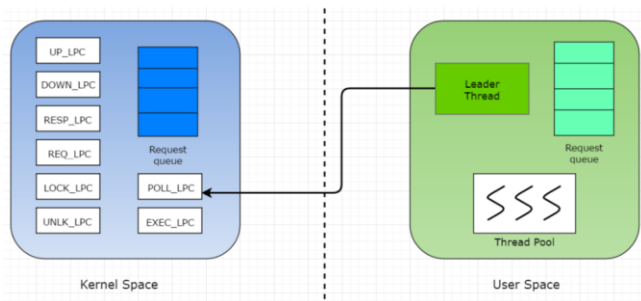 UP_LPC
DOWN_LPC
RESP_LPC
REQ_LPC
LOCK_LPC
UNLK_LPC
Request
queue
POLL_LPC
EXEC_LPC
Kernel Space
Leader
Thread
Request
queue
Thread Pool
User Space